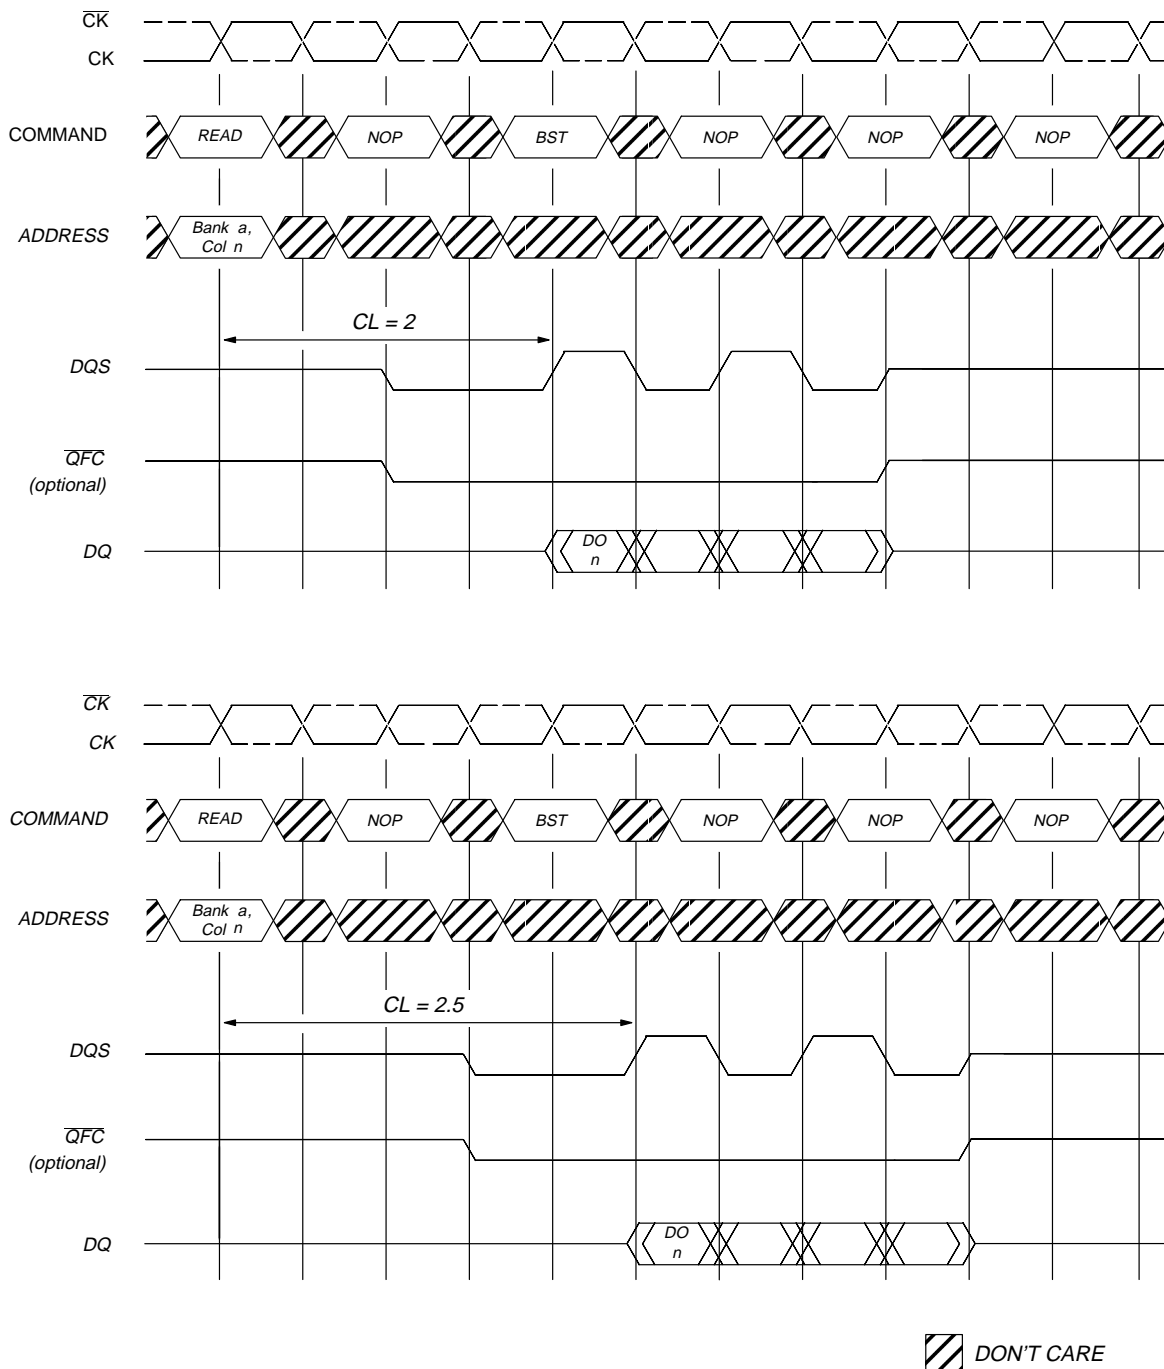 CK
CK
COMMAND
READ
NOP
BST
NOP
NOP
NOP
ADDRESS
Bank a,
Col n
CL = 2
DQS
QFC
(optional)
DQ
DO
n
CK
CK
COMMAND
READ
NOP
BST
NOP
NOP
NOP
ADDRESS
Bank a,
Col n
CL = 2.5
DQS
QFC
(optional)
DQ
DO
n
DON'T CARE